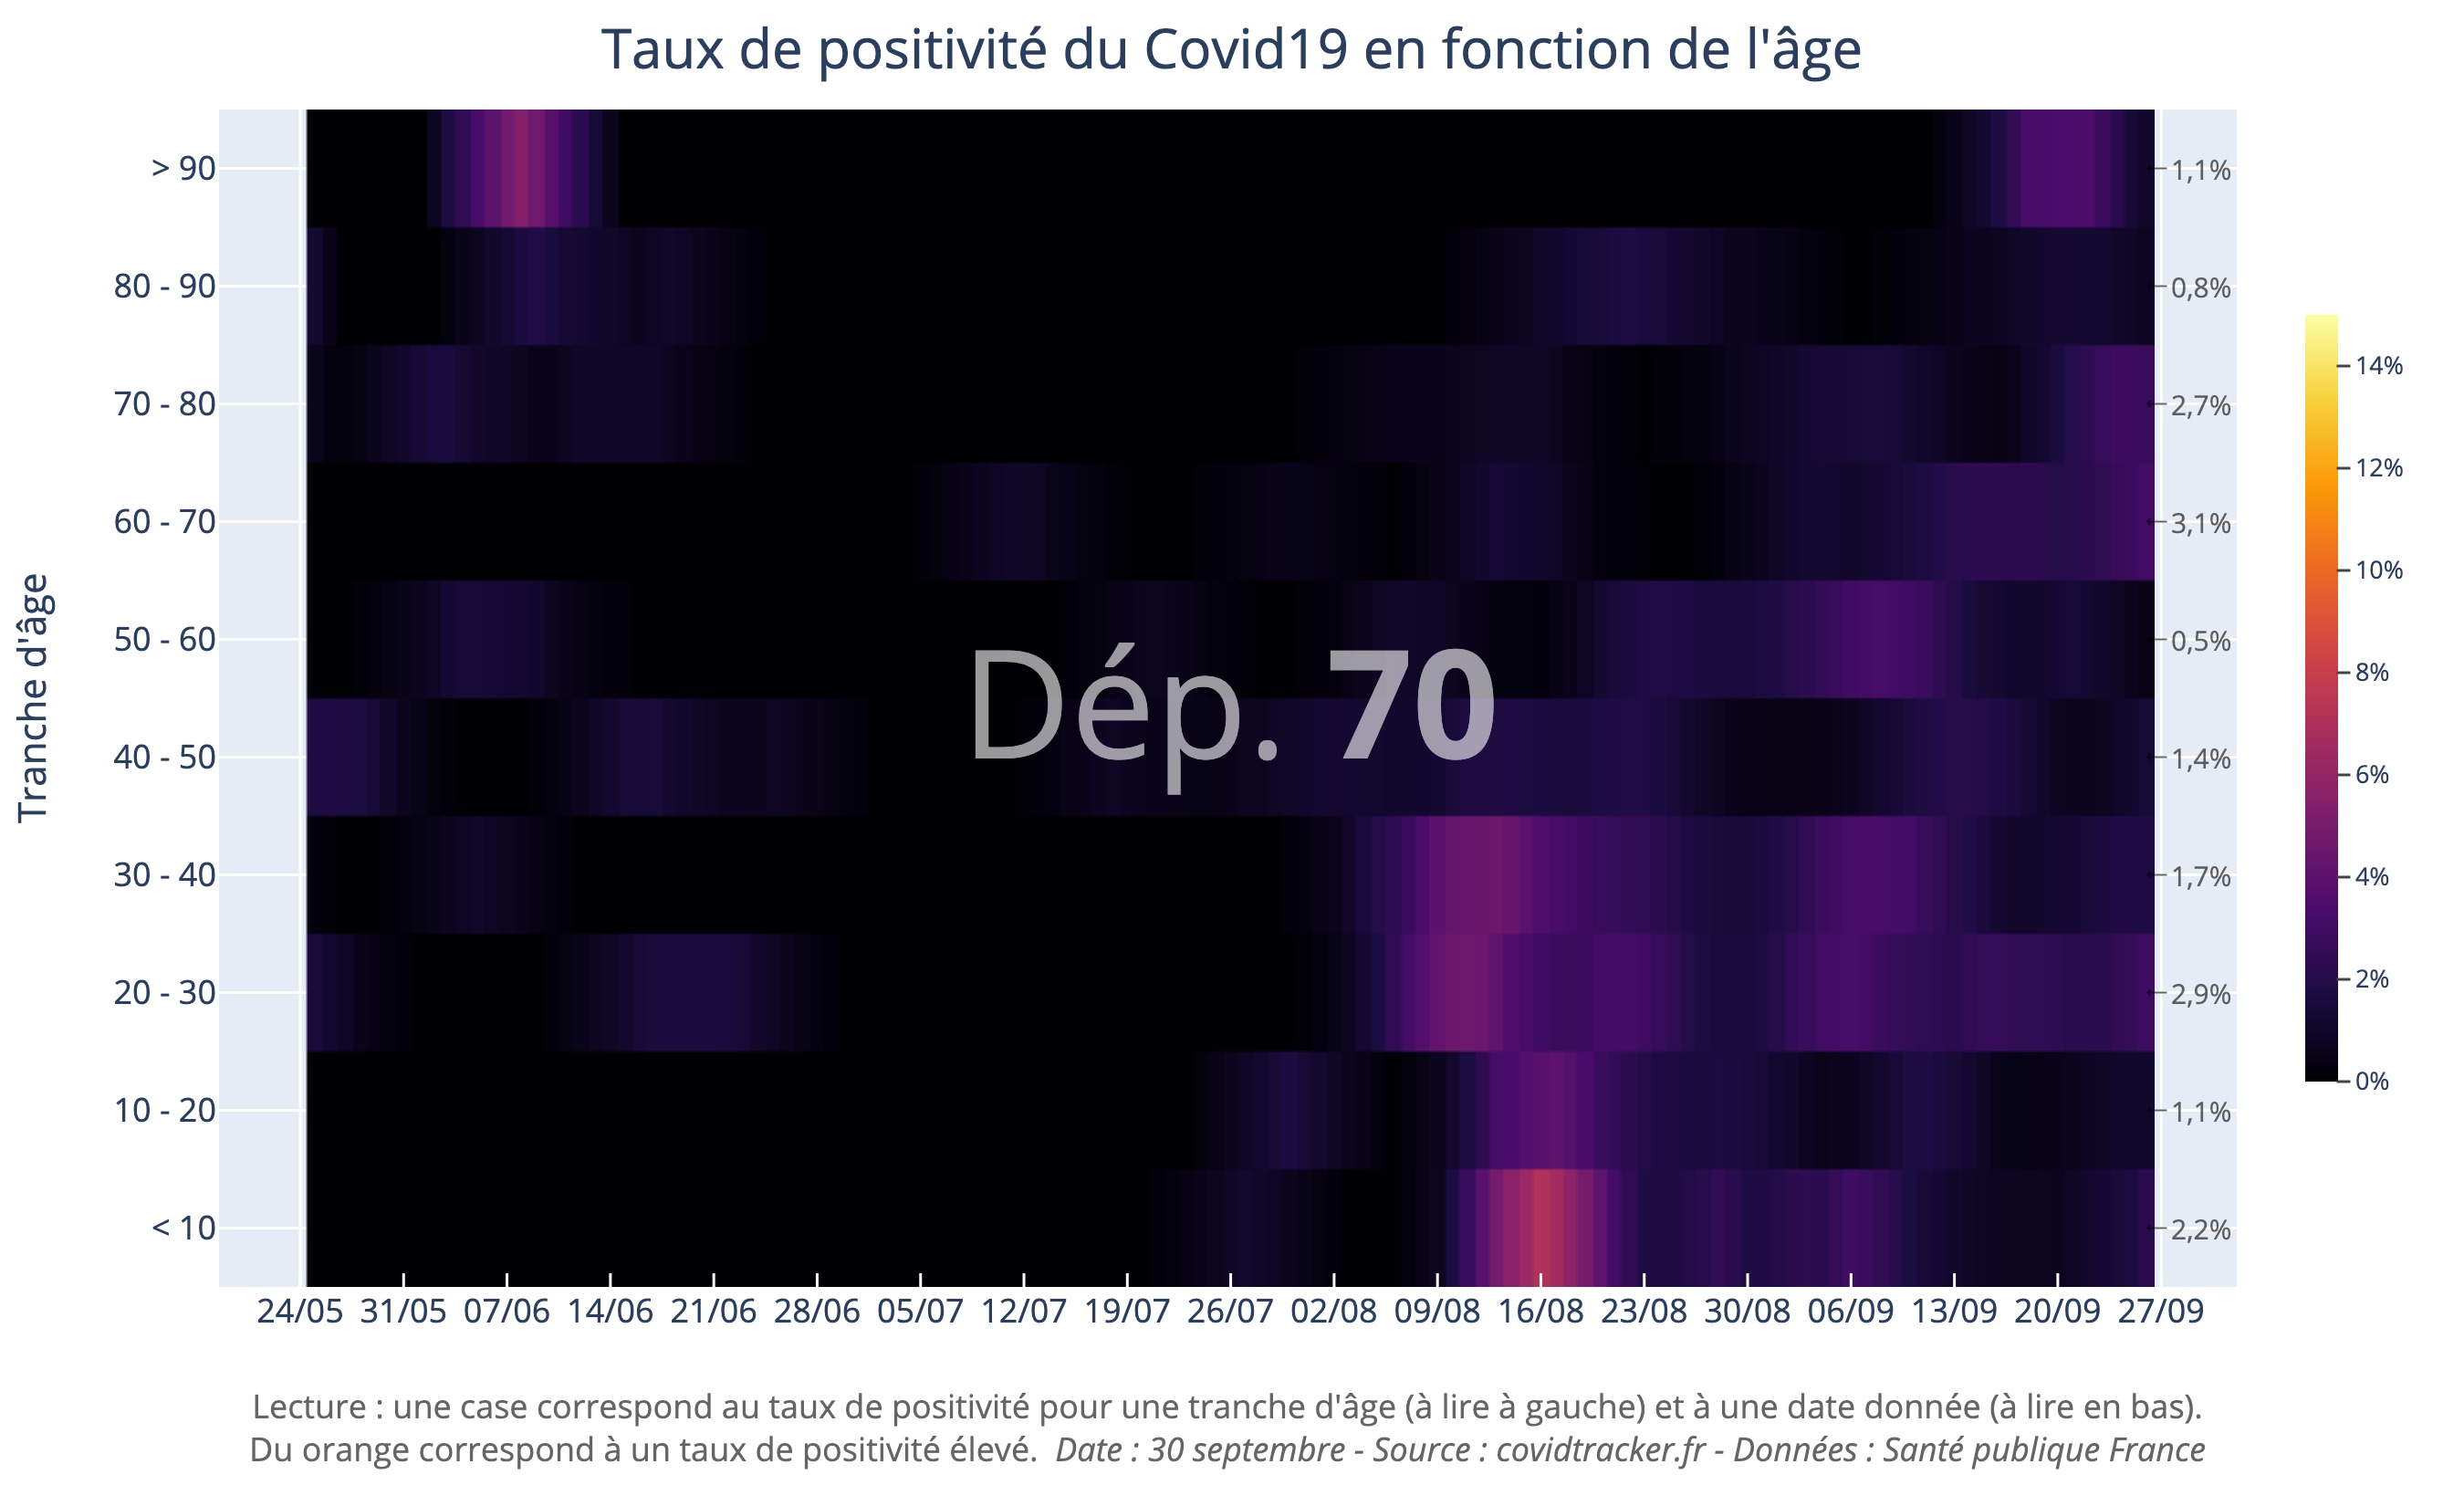 Taux de positivité du Covid19 en fonction de l'âge
Tranche d'âge
> 90
80 - 90
70 - 80
60 - 70
50 - 60
40 - 50
30 - 40
20 - 30
10 - 20
< 10
Dép. 70
1,1%
0,8%
2,7%
3,1%
0,5%
1,4%
1,7%
2,9%
1,1%
2,2%
14%
12%
10%
8%
6%
4%
2%
0%
24/05 31/05 07/06 14/06 21/06 28/06 05/07 12/07 19/07 26/07 02/08 09/08 16/08 23/08 30/08 06/09 13/09 20/09 27/09
Lecture : une case correspond au taux de positivité pour une tranche d'âge (à lire à gauche) et à une date donnée (à lire en bas).
Du orange correspond à un taux de positivité élevé. Date : 30 septembre - Source : covidtracker.fr - Données : Santé publique France